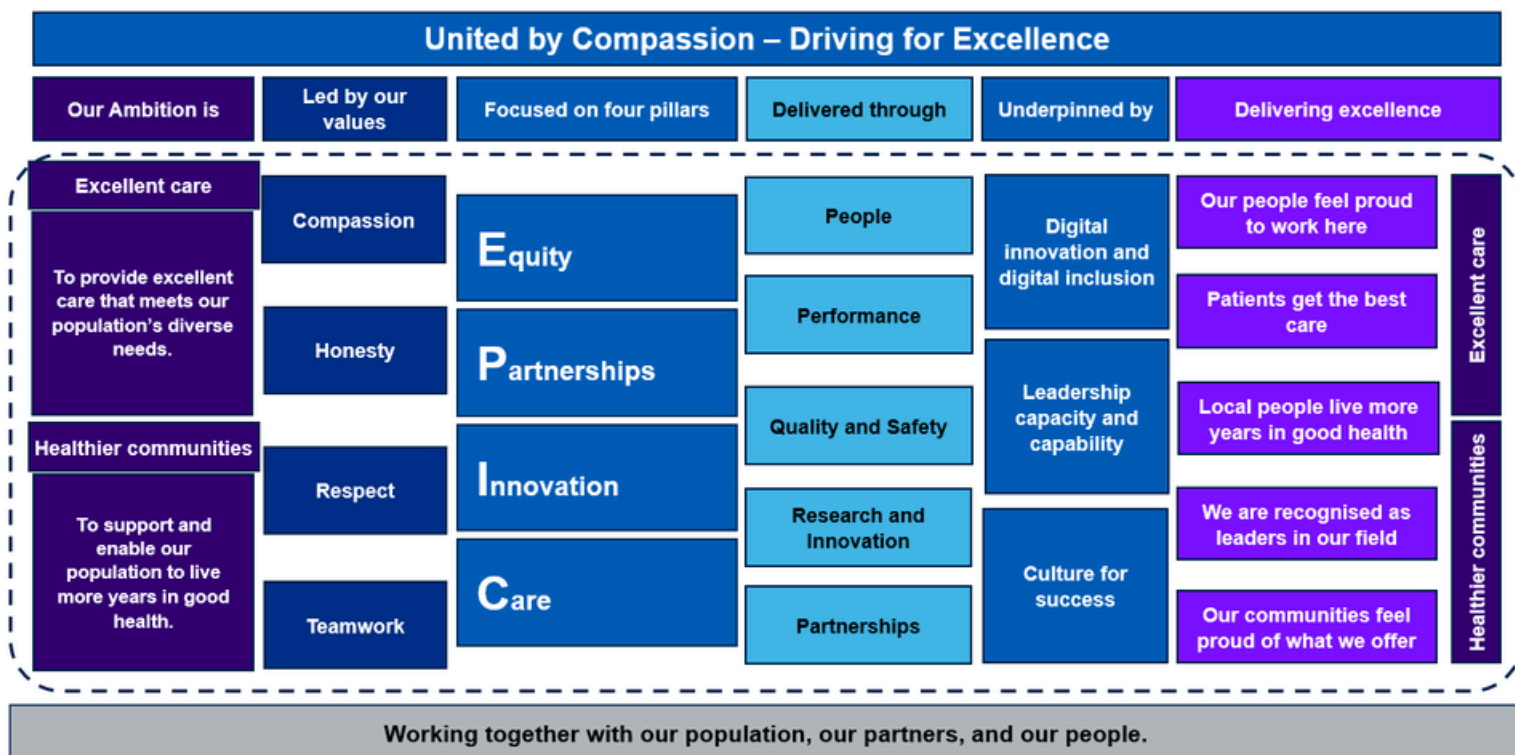 United by Compassion – Driving for Excellence
Our Ambition is
Led by our
values
Focused on four pillars
Delivered through
Underpinned by
Delivering excellence
Excellent care
To provide excellent
care that meets our
population’s diverse
needs.
Healthier communities
To support and
enable our
population to live
more years in good
health.
Compassion
Honesty
Respect
Teamwork
Equity
Partnerships
Innovation
Care
People
Performance
Quality and Safety
Research and
Innovation
Partnerships
Digital
innovation and
digital inclusion
Leadership
capacity and
capability
Culture for
success
Our people feel proud
to work here
Patients get the best
care
Local people live more
years in good health
We are recognised as
leaders in our field
Our communities feel
proud of what we offer
Excellent care
Healthier communities
Working together with our population, our partners, and our people.